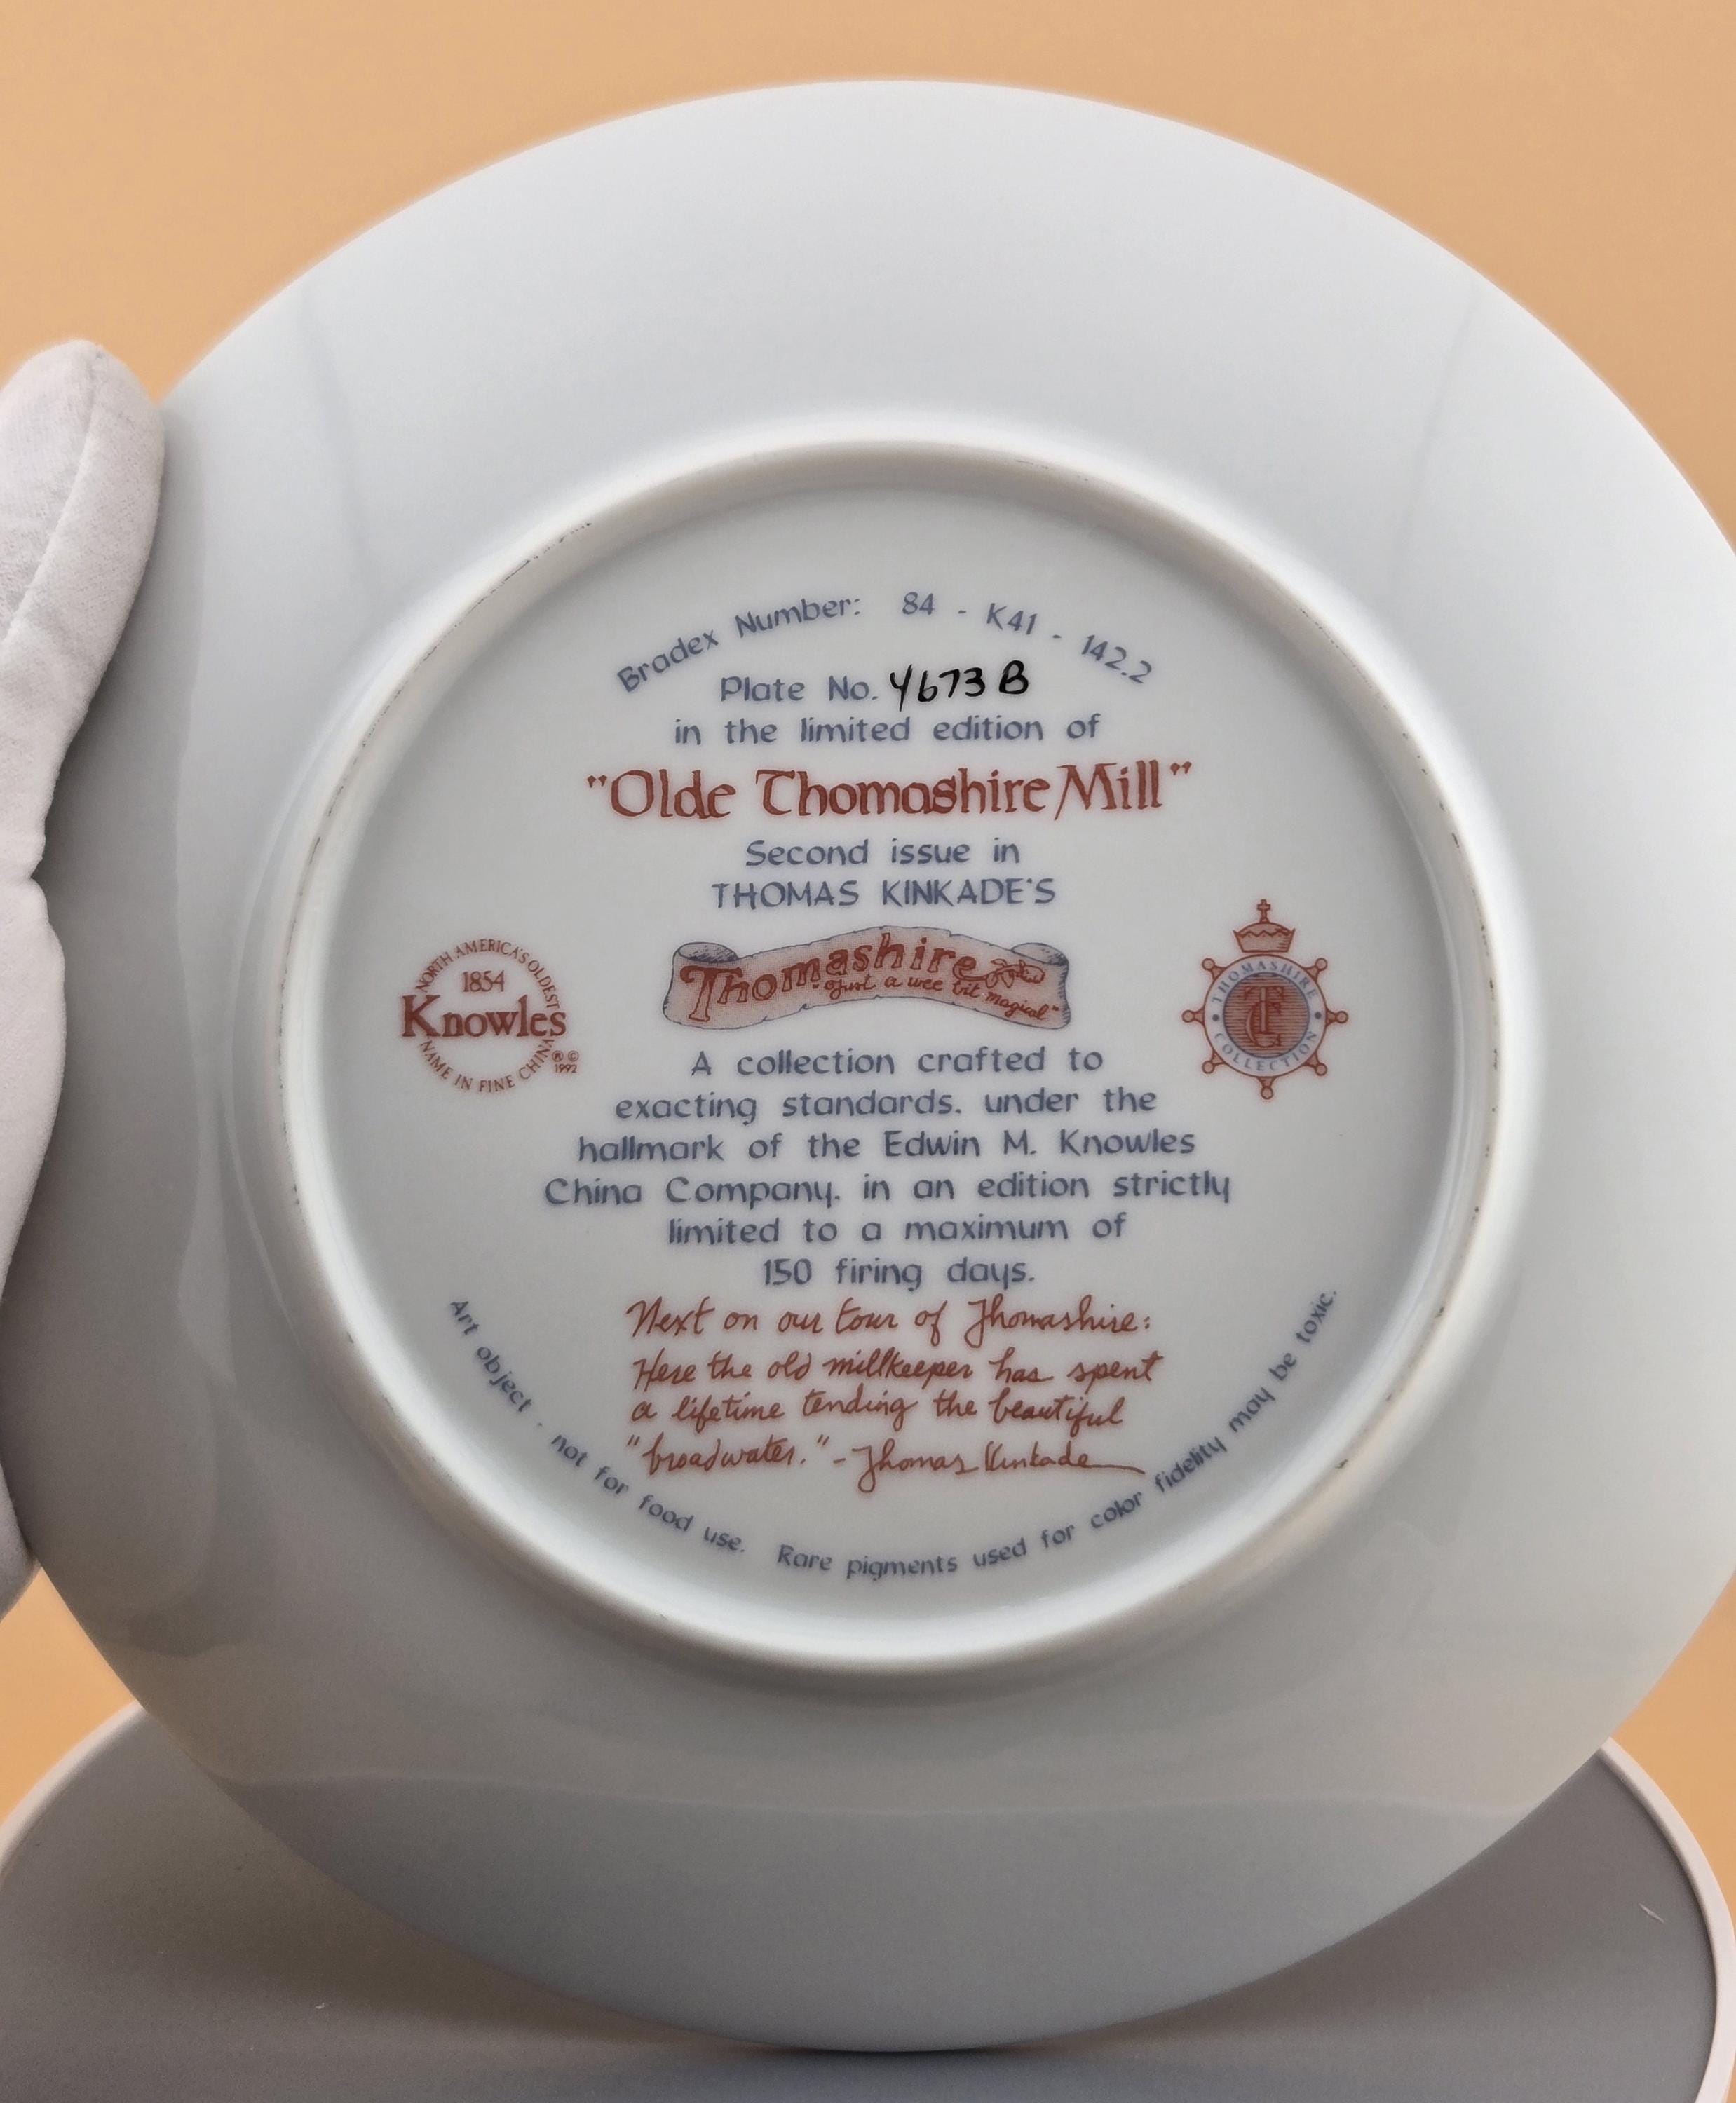 Bradex Number: 84 - K41 - 142.2
Plate No. 4673 B
in the limited edition of
"Olde Thomashire Mill"
Second issue in
THOMAS KINKADE'S
Thomashire
"Just a wee bit magical"
NORTH AMERICA'S OLDEST
1854
Knowles
NAME IN FINE CHINA
® ©
1992
THOMASHIRE
TC
COLLECTION
A collection crafted to
exacting standards. under the
hallmark of the Edwin M. Knowles
China Company. in an edition strictly
limited to a maximum of
150 firing days.
Next on our tour of Thomashire:
Here the old millkeeper has spent
a lifetime tending the beautiful
"broadwater." - Thomas Kinkade
Art object - not for food use. Rare pigments used for color fidelity may be toxic.